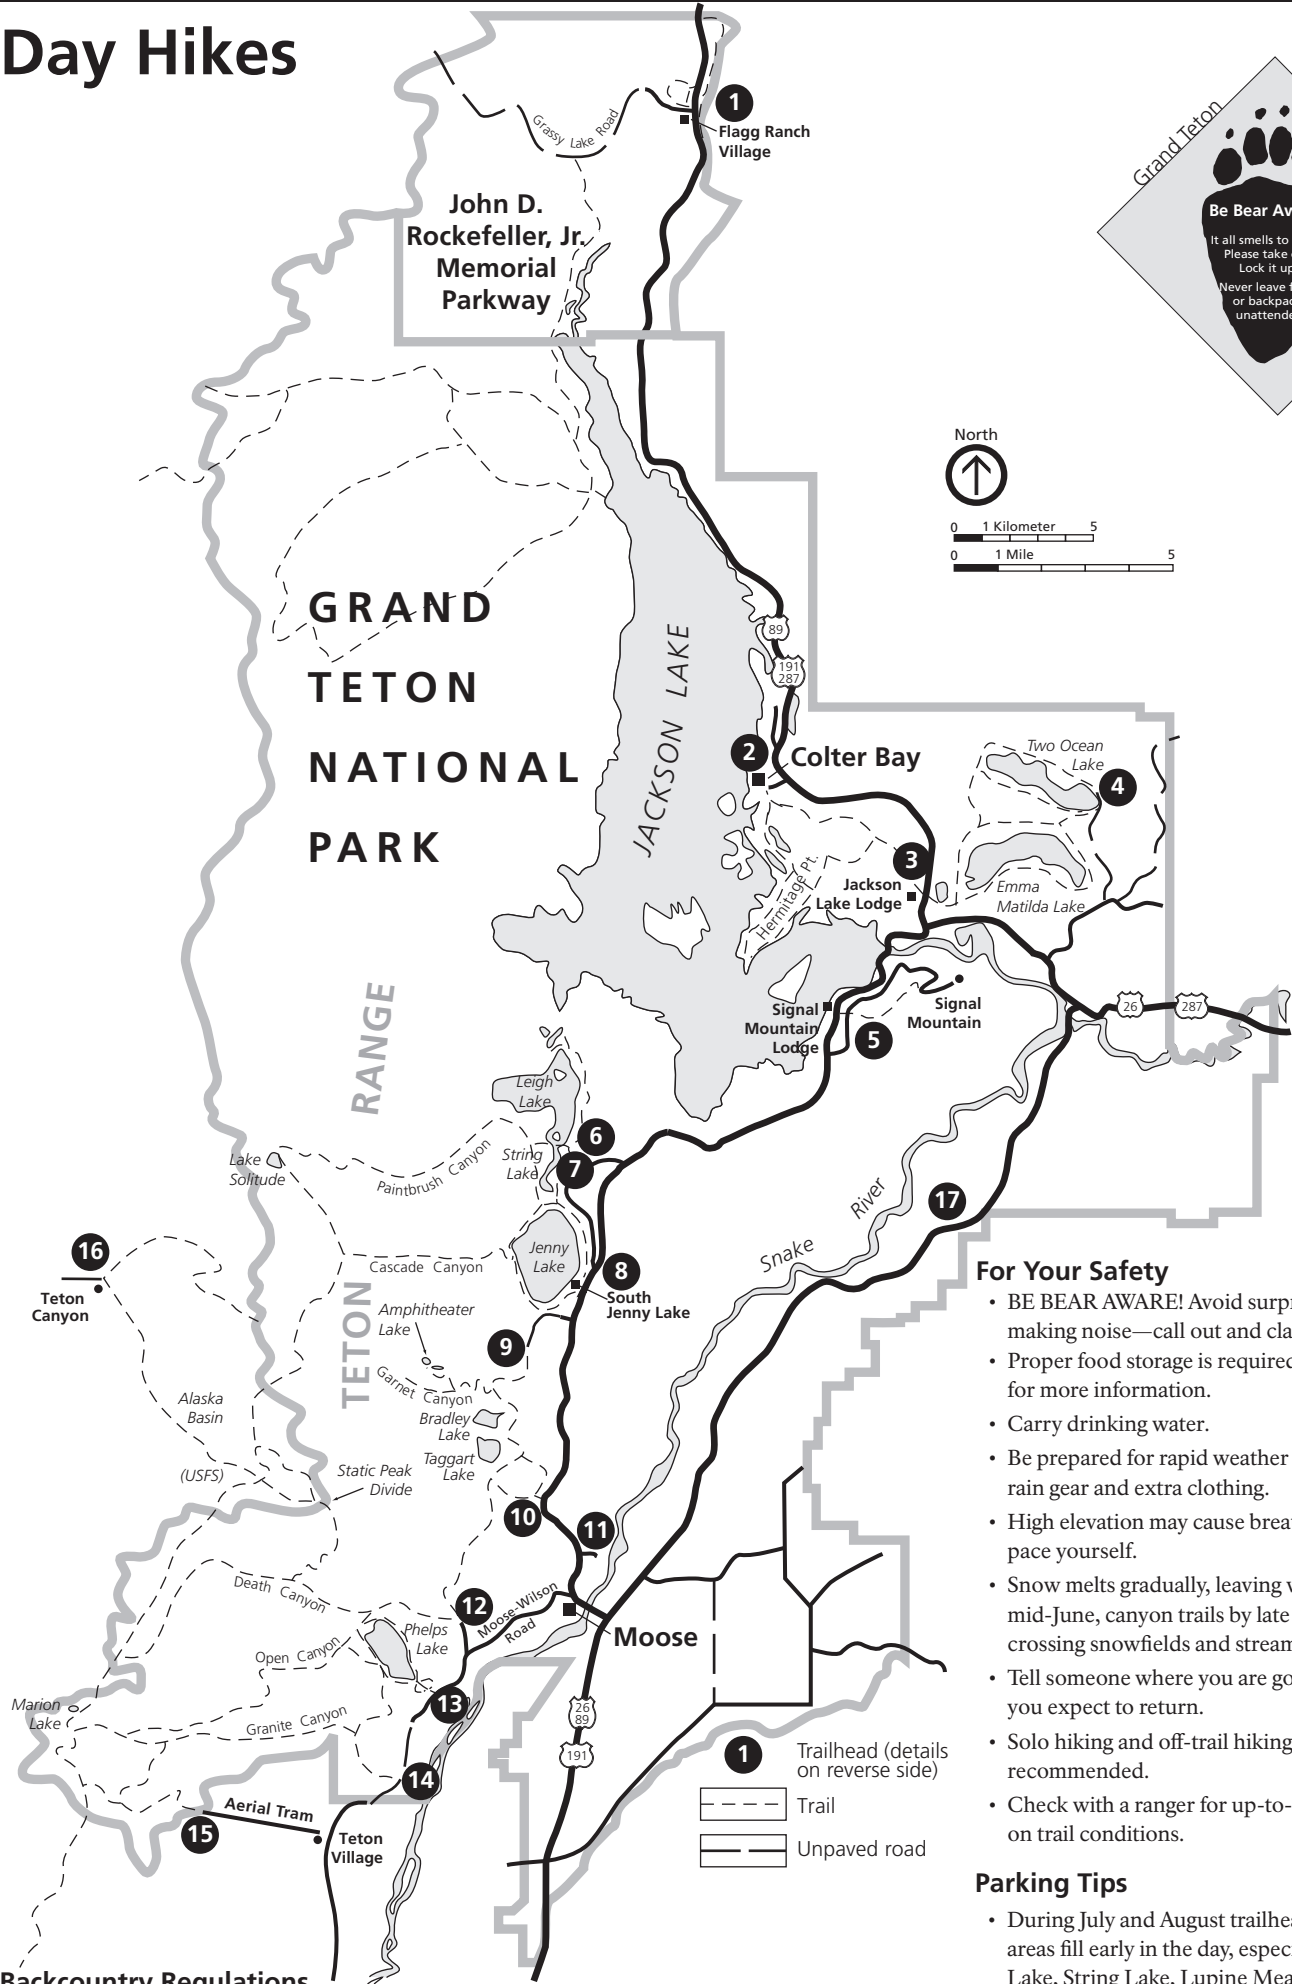 Day Hikes
1
Flagg Ranch
Village
Grassy Lake Road
John D.
Rockefeller, Jr.
Memorial
Parkway
Grand Teton
Be Bear Aw
It all smells to
Please take
Lock it up
Never leave f
or backpac
unattende
North
0 1 Kilometer 5
0 1 Mile 5
GRAND
TETON
NATIONAL
PARK
JACKSON LAKE
89
191
287
2
Colter Bay
Two Ocean
Lake
4
3
Jackson
Lake Lodge
Hermitage Pt.
Emma
Matilda Lake
Signal
Mountain
Lodge
Signal
Mountain
5
26
287
TETON RANGE
Leigh
Lake
6
String
Lake
7
Lake
Solitude
Paintbrush Canyon
16
Teton
Canyon
Cascade Canyon
Jenny
Lake
8
South
Jenny Lake
Snake River
17
Amphitheater
Lake
9
Garnet Canyon
Bradley
Lake
Taggart
Lake
Alaska
Basin
(USFS)
Static Peak
Divide
10
11
Death Canyon
12
Moose-Wilson
Road
Moose
Phelps
Lake
Open Canyon
13
Marion
Lake
Granite Canyon
26
89
191
14
15
Aerial Tram
Teton
Village
1
Trailhead (details
on reverse side)
Trail
Unpaved road
For Your Safety
• BE BEAR AWARE! Avoid surpr
making noise—call out and cla
• Proper food storage is required
for more information.
• Carry drinking water.
• Be prepared for rapid weather
rain gear and extra clothing.
• High elevation may cause brea
pace yourself.
• Snow melts gradually, leaving v
mid-June, canyon trails by late
crossing snowfields and stream
• Tell someone where you are go
you expect to return.
• Solo hiking and off-trail hiking
recommended.
• Check with a ranger for up-to-
on trail conditions.
Parking Tips
• During July and August trailhea
areas fill early in the day, especi
Lake, String Lake, Lupine Mea
Backcountry Regulations